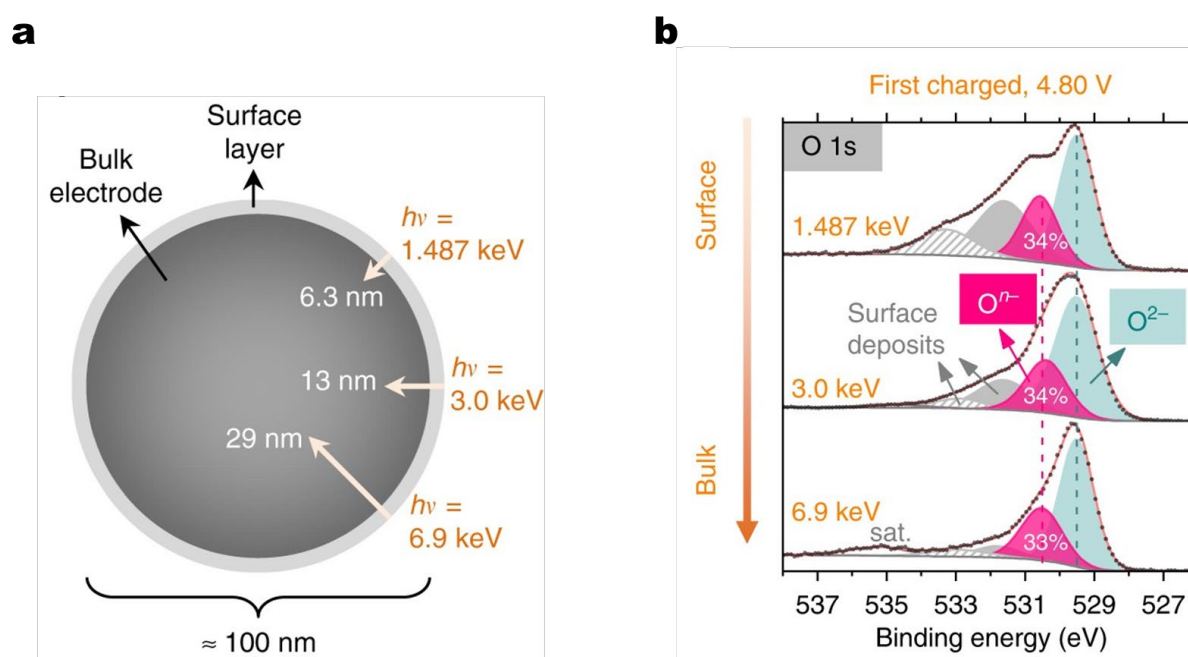 a
Surface
layer
Bulk
electrode
hν =
1.487 keV
6.3 nm
hν =
3.0 keV
13 nm
29 nm
hν =
6.9 keV
≈ 100 nm
b
First charged, 4.80 V
O 1s
Surface
Bulk
1.487 keV
34%
Oⁿ⁻
O²⁻
Surface
deposits
3.0 keV
34%
6.9 keV
sat.
33%
537 535 533 531 529 527
Binding energy (eV)